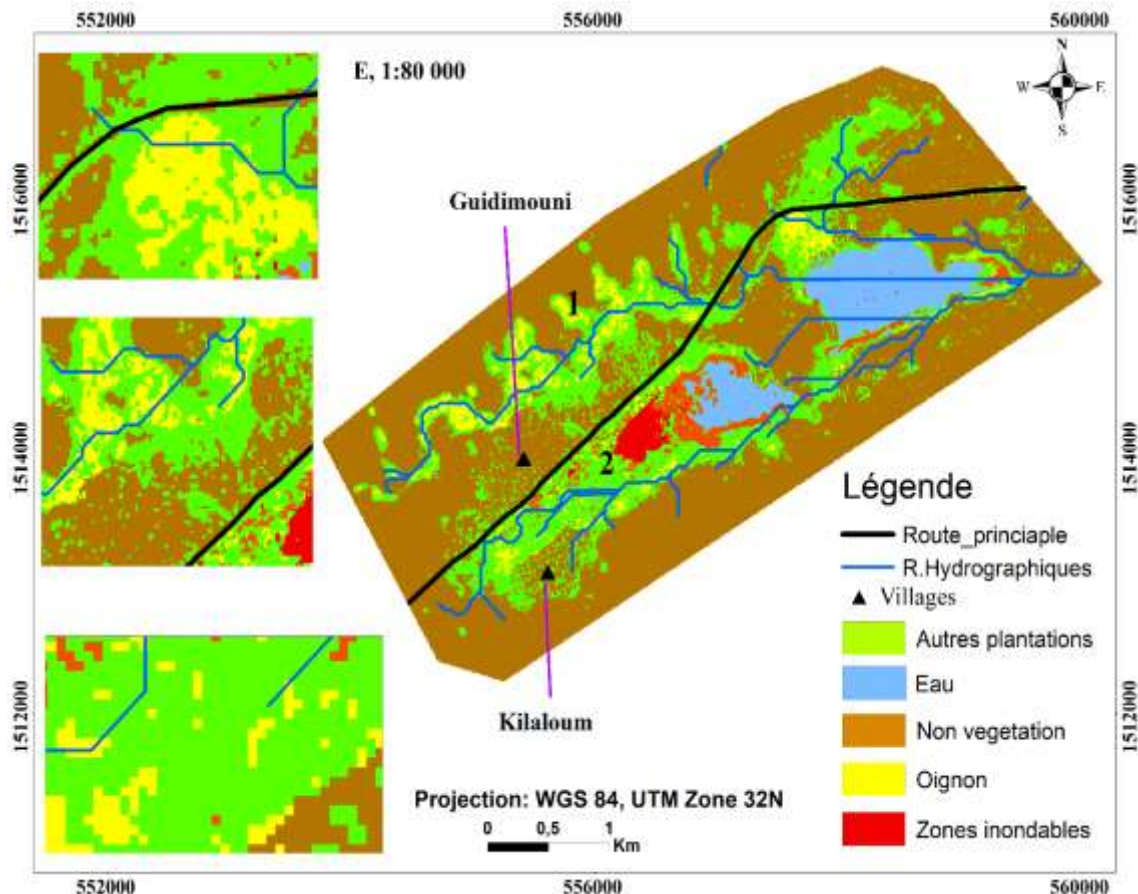 552000
556000
560000
E, 1:80 000
N
W
E
S
1516000
1516000
Guidimouni
1
1514000
1514000
2
Légende
Route_princiaple
R.Hydrographiques
Villages
Autres plantations
Eau
Non vegetation
Oignon
Zones inondables
1512000
1512000
Kilaloum
Projection: WGS 84, UTM Zone 32N
0 0,5 1
Km
552000
556000
560000